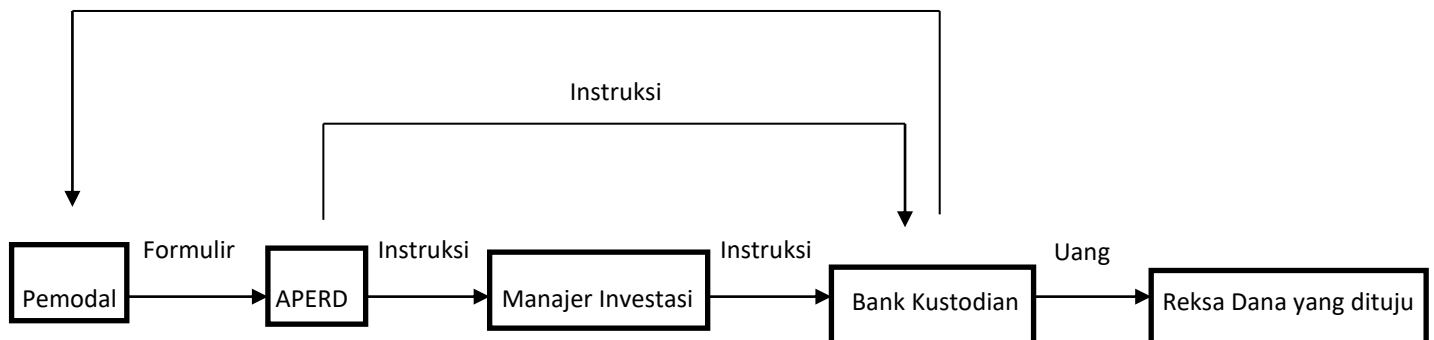 Instruksi
Formulir
Instruksi
Instruksi
Uang
Pemodal
APERD
Manajer Investasi
Bank Kustodian
Reksa Dana yang dituju